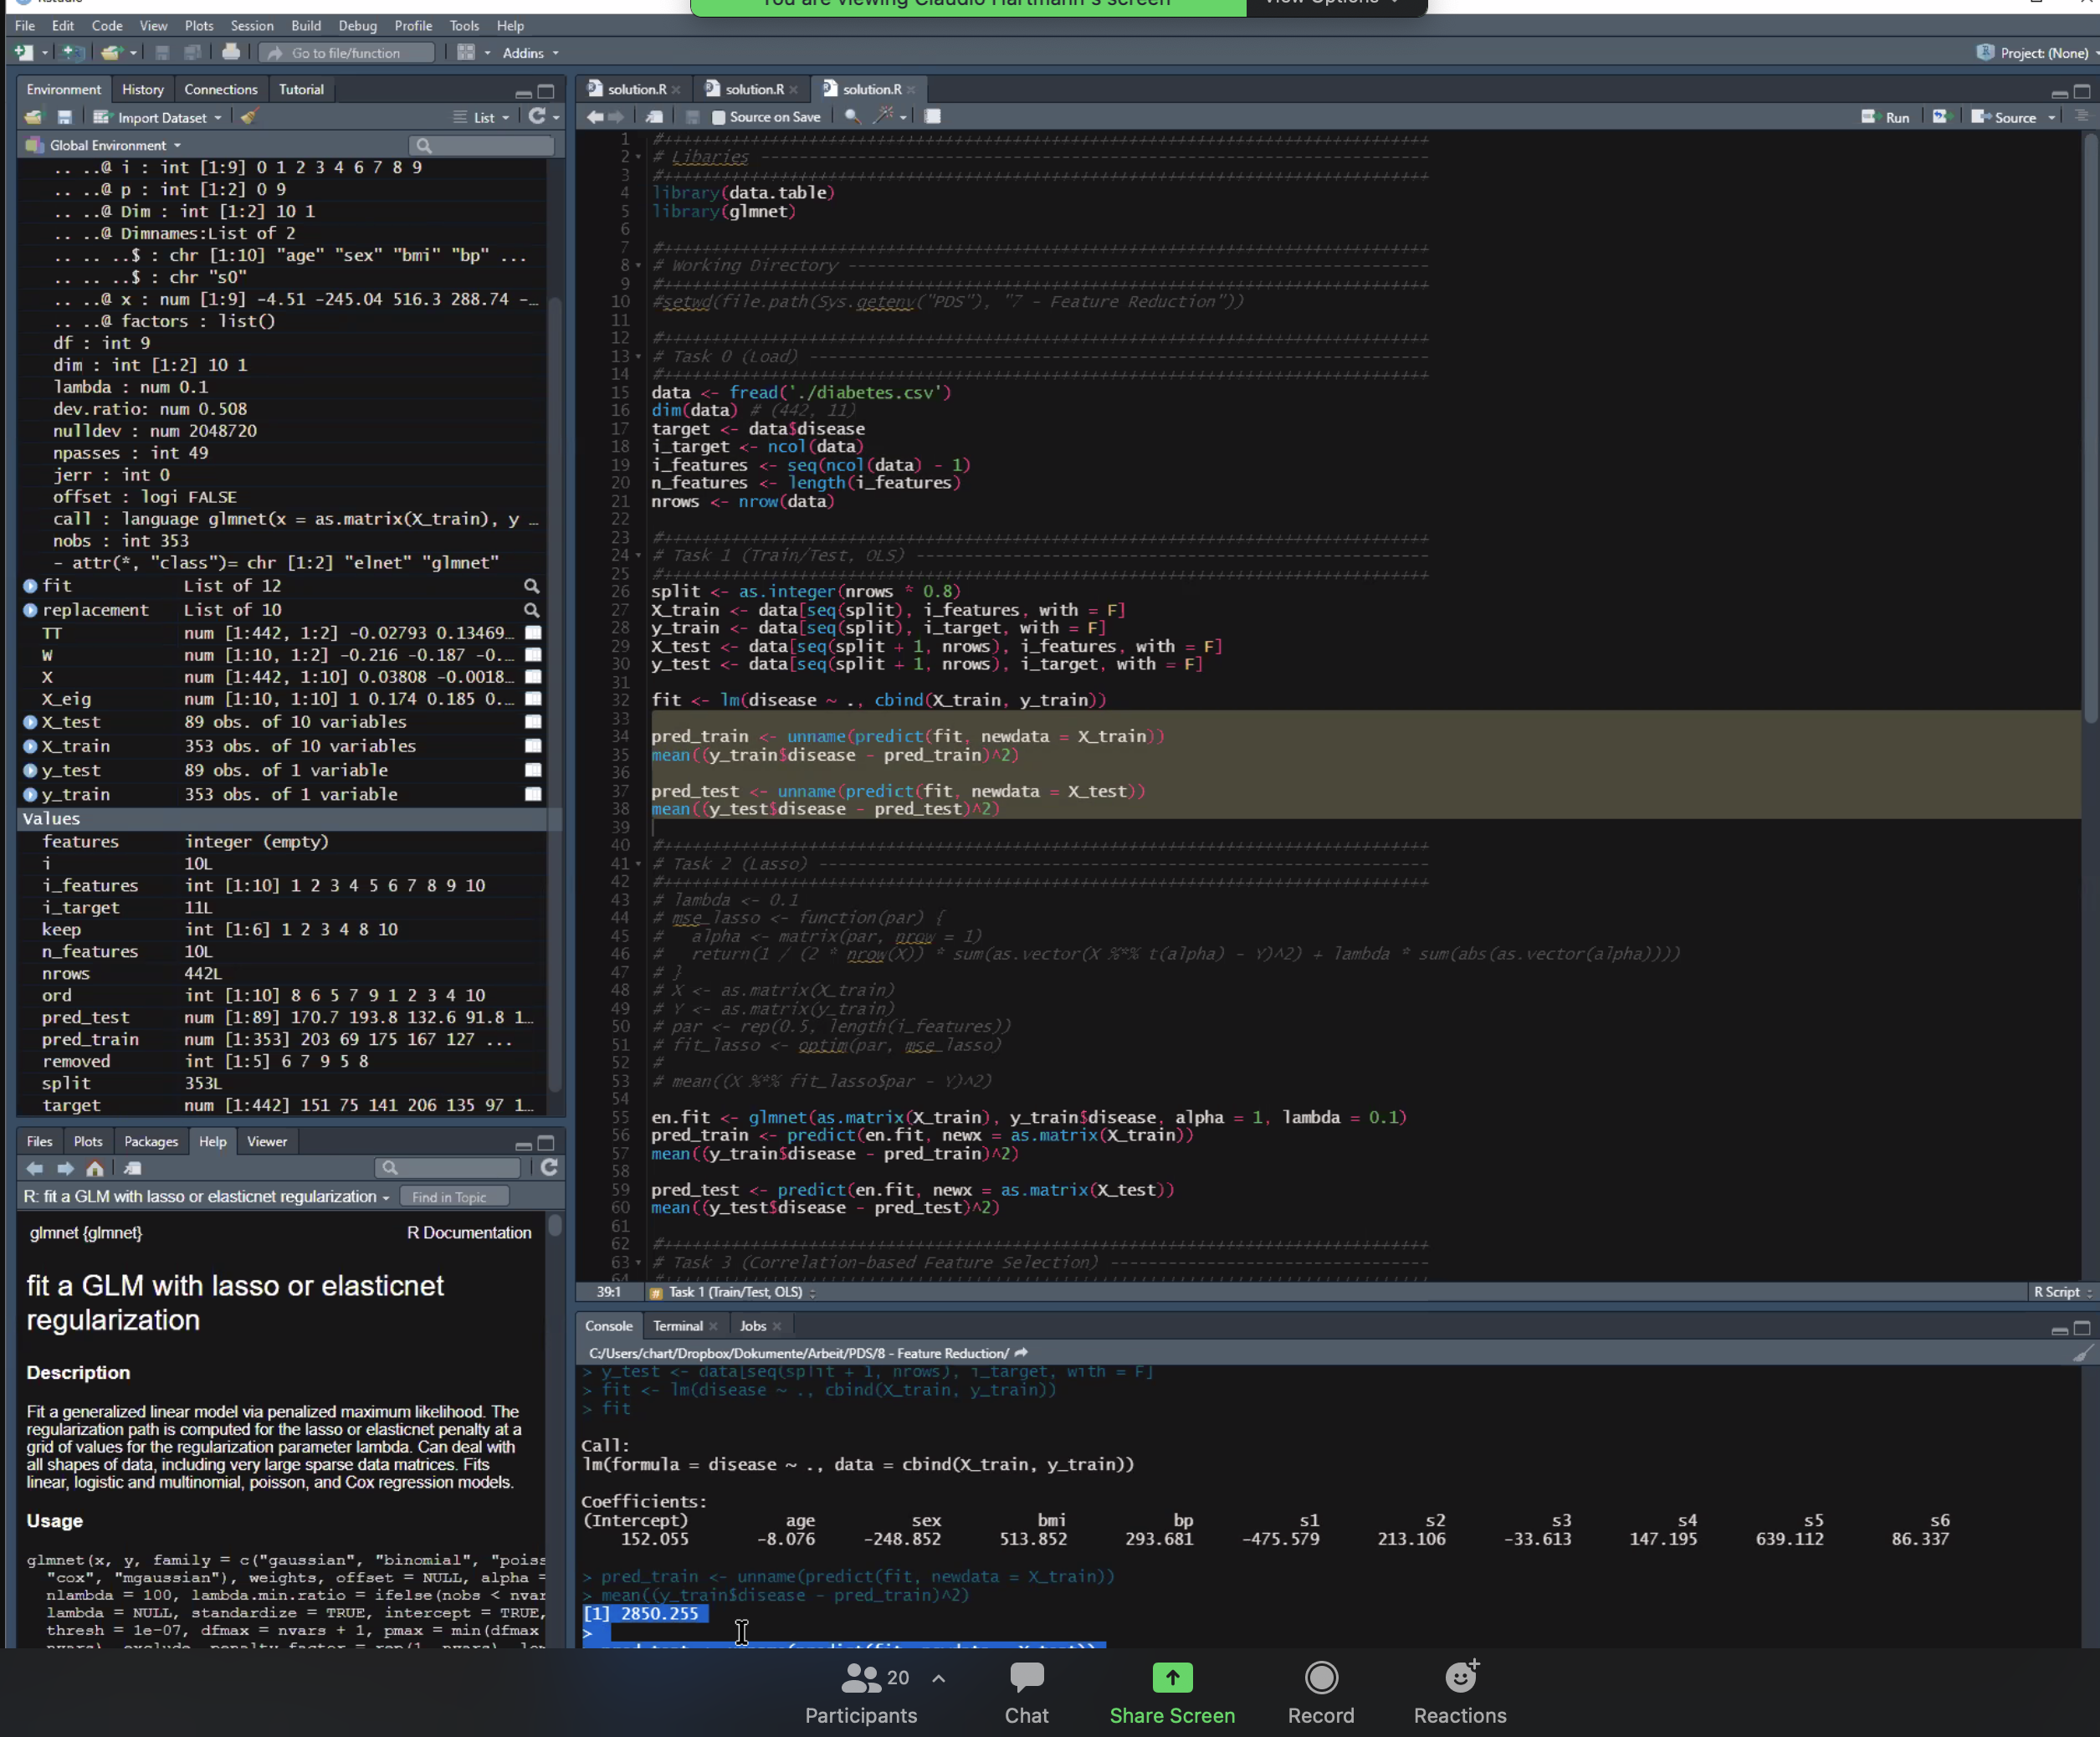 You are viewing Claudio Hartmann's screen
View Options
File Edit Code View Plots Session Build Debug Profile Tools Help
Go to file/function
Addins
Project: (None)
Environment History Connections Tutorial
Import Dataset
List
Global Environment
.. ..@ i : int [1:9] 0 1 2 3 4 6 7 8 9
.. ..@ p : int [1:2] 0 9
.. ..@ Dim : int [1:2] 10 1
.. ..@ Dimnames:List of 2
.. .. ..$ : chr [1:10] "age" "sex" "bmi" "bp" ...
.. .. ..$ : chr "s0"
.. ..@ x : num [1:9] -4.51 -245.04 516.3 288.74 -…
.. ..@ factors : list()
df : int 9
dim : int [1:2] 10 1
lambda : num 0.1
dev.ratio: num 0.508
nulldev : num 2048720
npasses : int 49
jerr : int 0
offset : logi FALSE
call : language glmnet(x = as.matrix(X_train), y …
nobs : int 353
- attr(*, "class")= chr [1:2] "elnet" "glmnet"
fit List of 12
replacement List of 10
TT num [1:442, 1:2] -0.02793 0.13469…
W num [1:10, 1:2] -0.216 -0.187 -0.…
X num [1:442, 1:10] 0.03808 -0.0018…
X_eig num [1:10, 1:10] 1 0.174 0.185 0.…
X_test 89 obs. of 10 variables
X_train 353 obs. of 10 variables
y_test 89 obs. of 1 variable
y_train 353 obs. of 1 variable
Values
features integer (empty)
i 10L
i_features int [1:10] 1 2 3 4 5 6 7 8 9 10
i_target 11L
keep int [1:6] 1 2 3 4 8 10
n_features 10L
nrows 442L
ord int [1:10] 8 6 5 7 9 1 2 3 4 10
pred_test num [1:89] 170.7 193.8 132.6 91.8 1…
pred_train num [1:353] 203 69 175 167 127 ...
removed int [1:5] 6 7 9 5 8
split 353L
target num [1:442] 151 75 141 206 135 97 1…
Files Plots Packages Help Viewer
R: fit a GLM with lasso or elasticnet regularization
Find in Topic
glmnet {glmnet} R Documentation
fit a GLM with lasso or elasticnet
regularization
Description
Fit a generalized linear model via penalized maximum likelihood. The
regularization path is computed for the lasso or elasticnet penalty at a
grid of values for the regularization parameter lambda. Can deal with
all shapes of data, including very large sparse data matrices. Fits
linear, logistic and multinomial, poisson, and Cox regression models.
Usage
glmnet(x, y, family = c("gaussian", "binomial", "poiss
"cox", "mgaussian"), weights, offset = NULL, alpha =
nlambda = 100, lambda.min.ratio = ifelse(nobs < nvar
lambda = NULL, standardize = TRUE, intercept = TRUE,
thresh = 1e-07, dfmax = nvars + 1, pmax = min(dfmax
solution.R solution.R solution.R
Source on Save
Run
Source
1
2 # Libaries
3
4 library(data.table)
5 library(glmnet)
6
7
8 # Working Directory
9
10 #setwd(file.path(Sys.getenv("PDS"), "7 - Feature Reduction"))
11
12
13 # Task 0 (Load)
14
15 data <- fread('./diabetes.csv')
16 dim(data) # (442, 11)
17 target <- data$disease
18 i_target <- ncol(data)
19 i_features <- seq(ncol(data) - 1)
20 n_features <- length(i_features)
21 nrows <- nrow(data)
22
23
24 # Task 1 (Train/Test, OLS)
25
26 split <- as.integer(nrows * 0.8)
27 X_train <- data[seq(split), i_features, with = F]
28 y_train <- data[seq(split), i_target, with = F]
29 X_test <- data[seq(split + 1, nrows), i_features, with = F]
30 y_test <- data[seq(split + 1, nrows), i_target, with = F]
31
32 fit <- lm(disease ~ ., cbind(X_train, y_train))
33
34 pred_train <- unname(predict(fit, newdata = X_train))
35 mean((y_train$disease - pred_train)^2)
36
37 pred_test <- unname(predict(fit, newdata = X_test))
38 mean((y_test$disease - pred_test)^2)
39
40
41 # Task 2 (Lasso)
42
43 # lambda <- 0.1
44 # mse_lasso <- function(par) {
45 #   alpha <- matrix(par, nrow = 1)
46 #   return(1 / (2 * nrow(X)) * sum(as.vector(X %*% t(alpha) - Y)^2) + lambda * sum(abs(as.vector(alpha))))
47 # }
48 # X <- as.matrix(X_train)
49 # Y <- as.matrix(y_train)
50 # par <- rep(0.5, length(i_features))
51 # fit_lasso <- optim(par, mse_lasso)
52 #
53 # mean((X %*% fit_lasso$par - Y)^2)
54
55 en.fit <- glmnet(as.matrix(X_train), y_train$disease, alpha = 1, lambda = 0.1)
56 pred_train <- predict(en.fit, newx = as.matrix(X_train))
57 mean((y_train$disease - pred_train)^2)
58
59 pred_test <- predict(en.fit, newx = as.matrix(X_test))
60 mean((y_test$disease - pred_test)^2)
61
62
63 # Task 3 (Correlation-based Feature Selection)
64
39:1 Task 1 (Train/Test, OLS) R Script
Console Terminal Jobs
C:/Users/chart/Dropbox/Dokumente/Arbeit/PDS/8 - Feature Reduction/
> y_test <- data[seq(split + 1, nrows), i_target, with = F]
> fit <- lm(disease ~ ., cbind(X_train, y_train))
> fit
Call:
lm(formula = disease ~ ., data = cbind(X_train, y_train))
Coefficients:
(Intercept) age sex bmi bp s1 s2 s3 s4 s5 s6
152.055 -8.076 -248.852 513.852 293.681 -475.579 213.106 -33.613 147.195 639.112 86.337
> pred_train <- unname(predict(fit, newdata = X_train))
> mean((y_train$disease - pred_train)^2)
[1] 2850.255
>
20
Participants Chat Share Screen Record Reactions